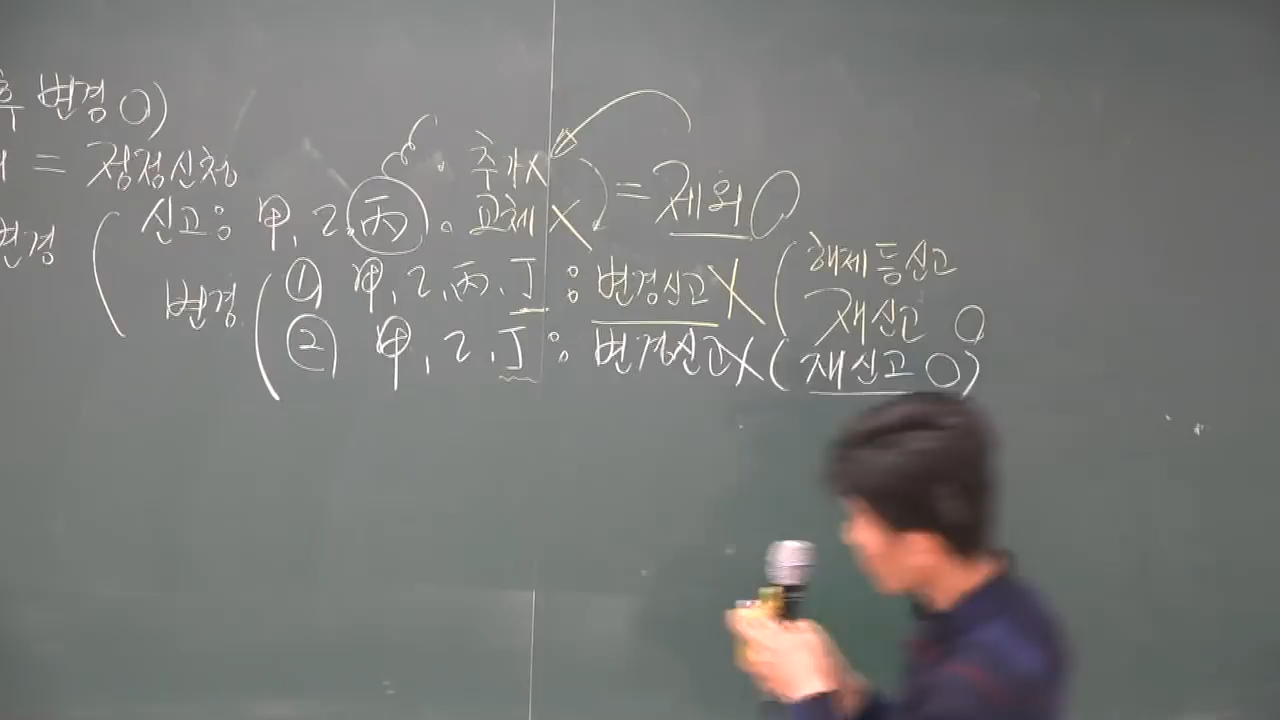 후 변경 O)
= 정정신청
· 추가X
변경 ( 신고: 甲, 乙, 丙. 교체 X = 제외 O
변경 ( ① 甲, 乙, 丙, 丁 : 변경신고 X ( 해제등신고
재신고 O
② 甲, 乙, 丁 : 변경신고 X ( 재신고 O )